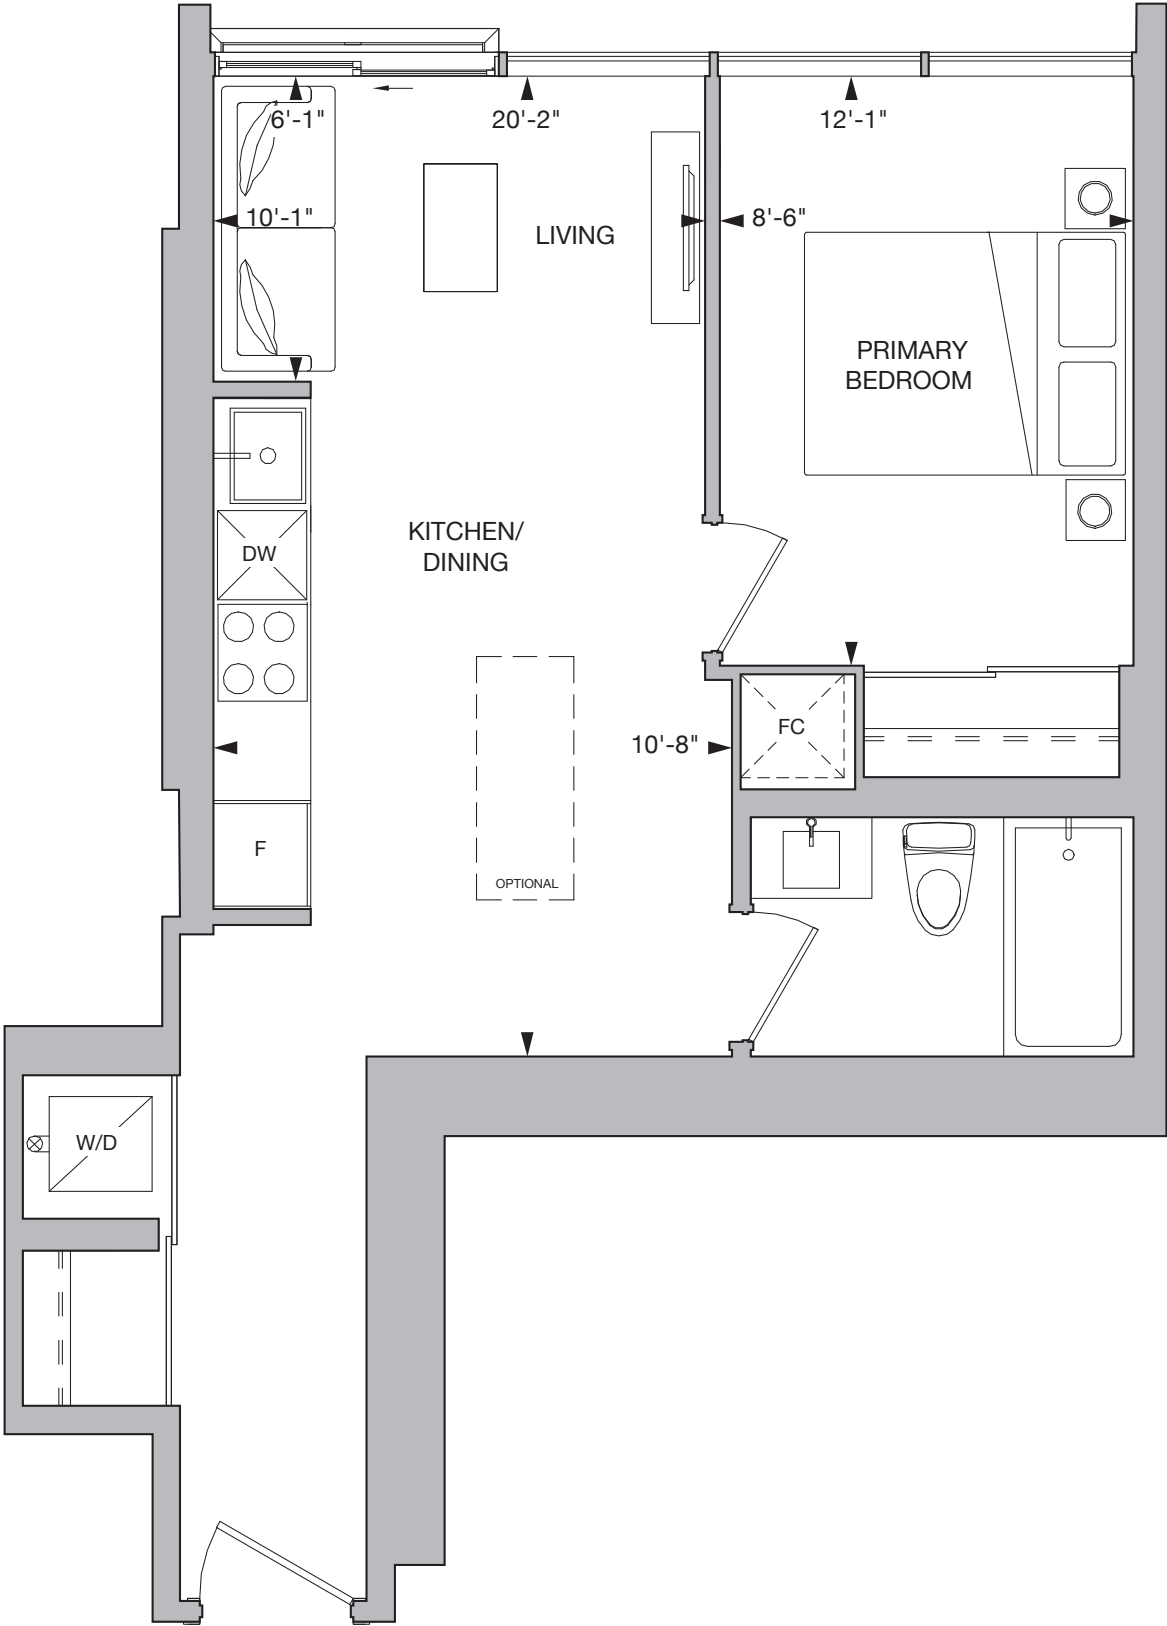 6'-1"
20'-2"
12'-1"
10'-1"
8'-6"
LIVING
PRIMARY
BEDROOM
KITCHEN/
DINING
DW
FC
10'-8"
F
OPTIONAL
W/D